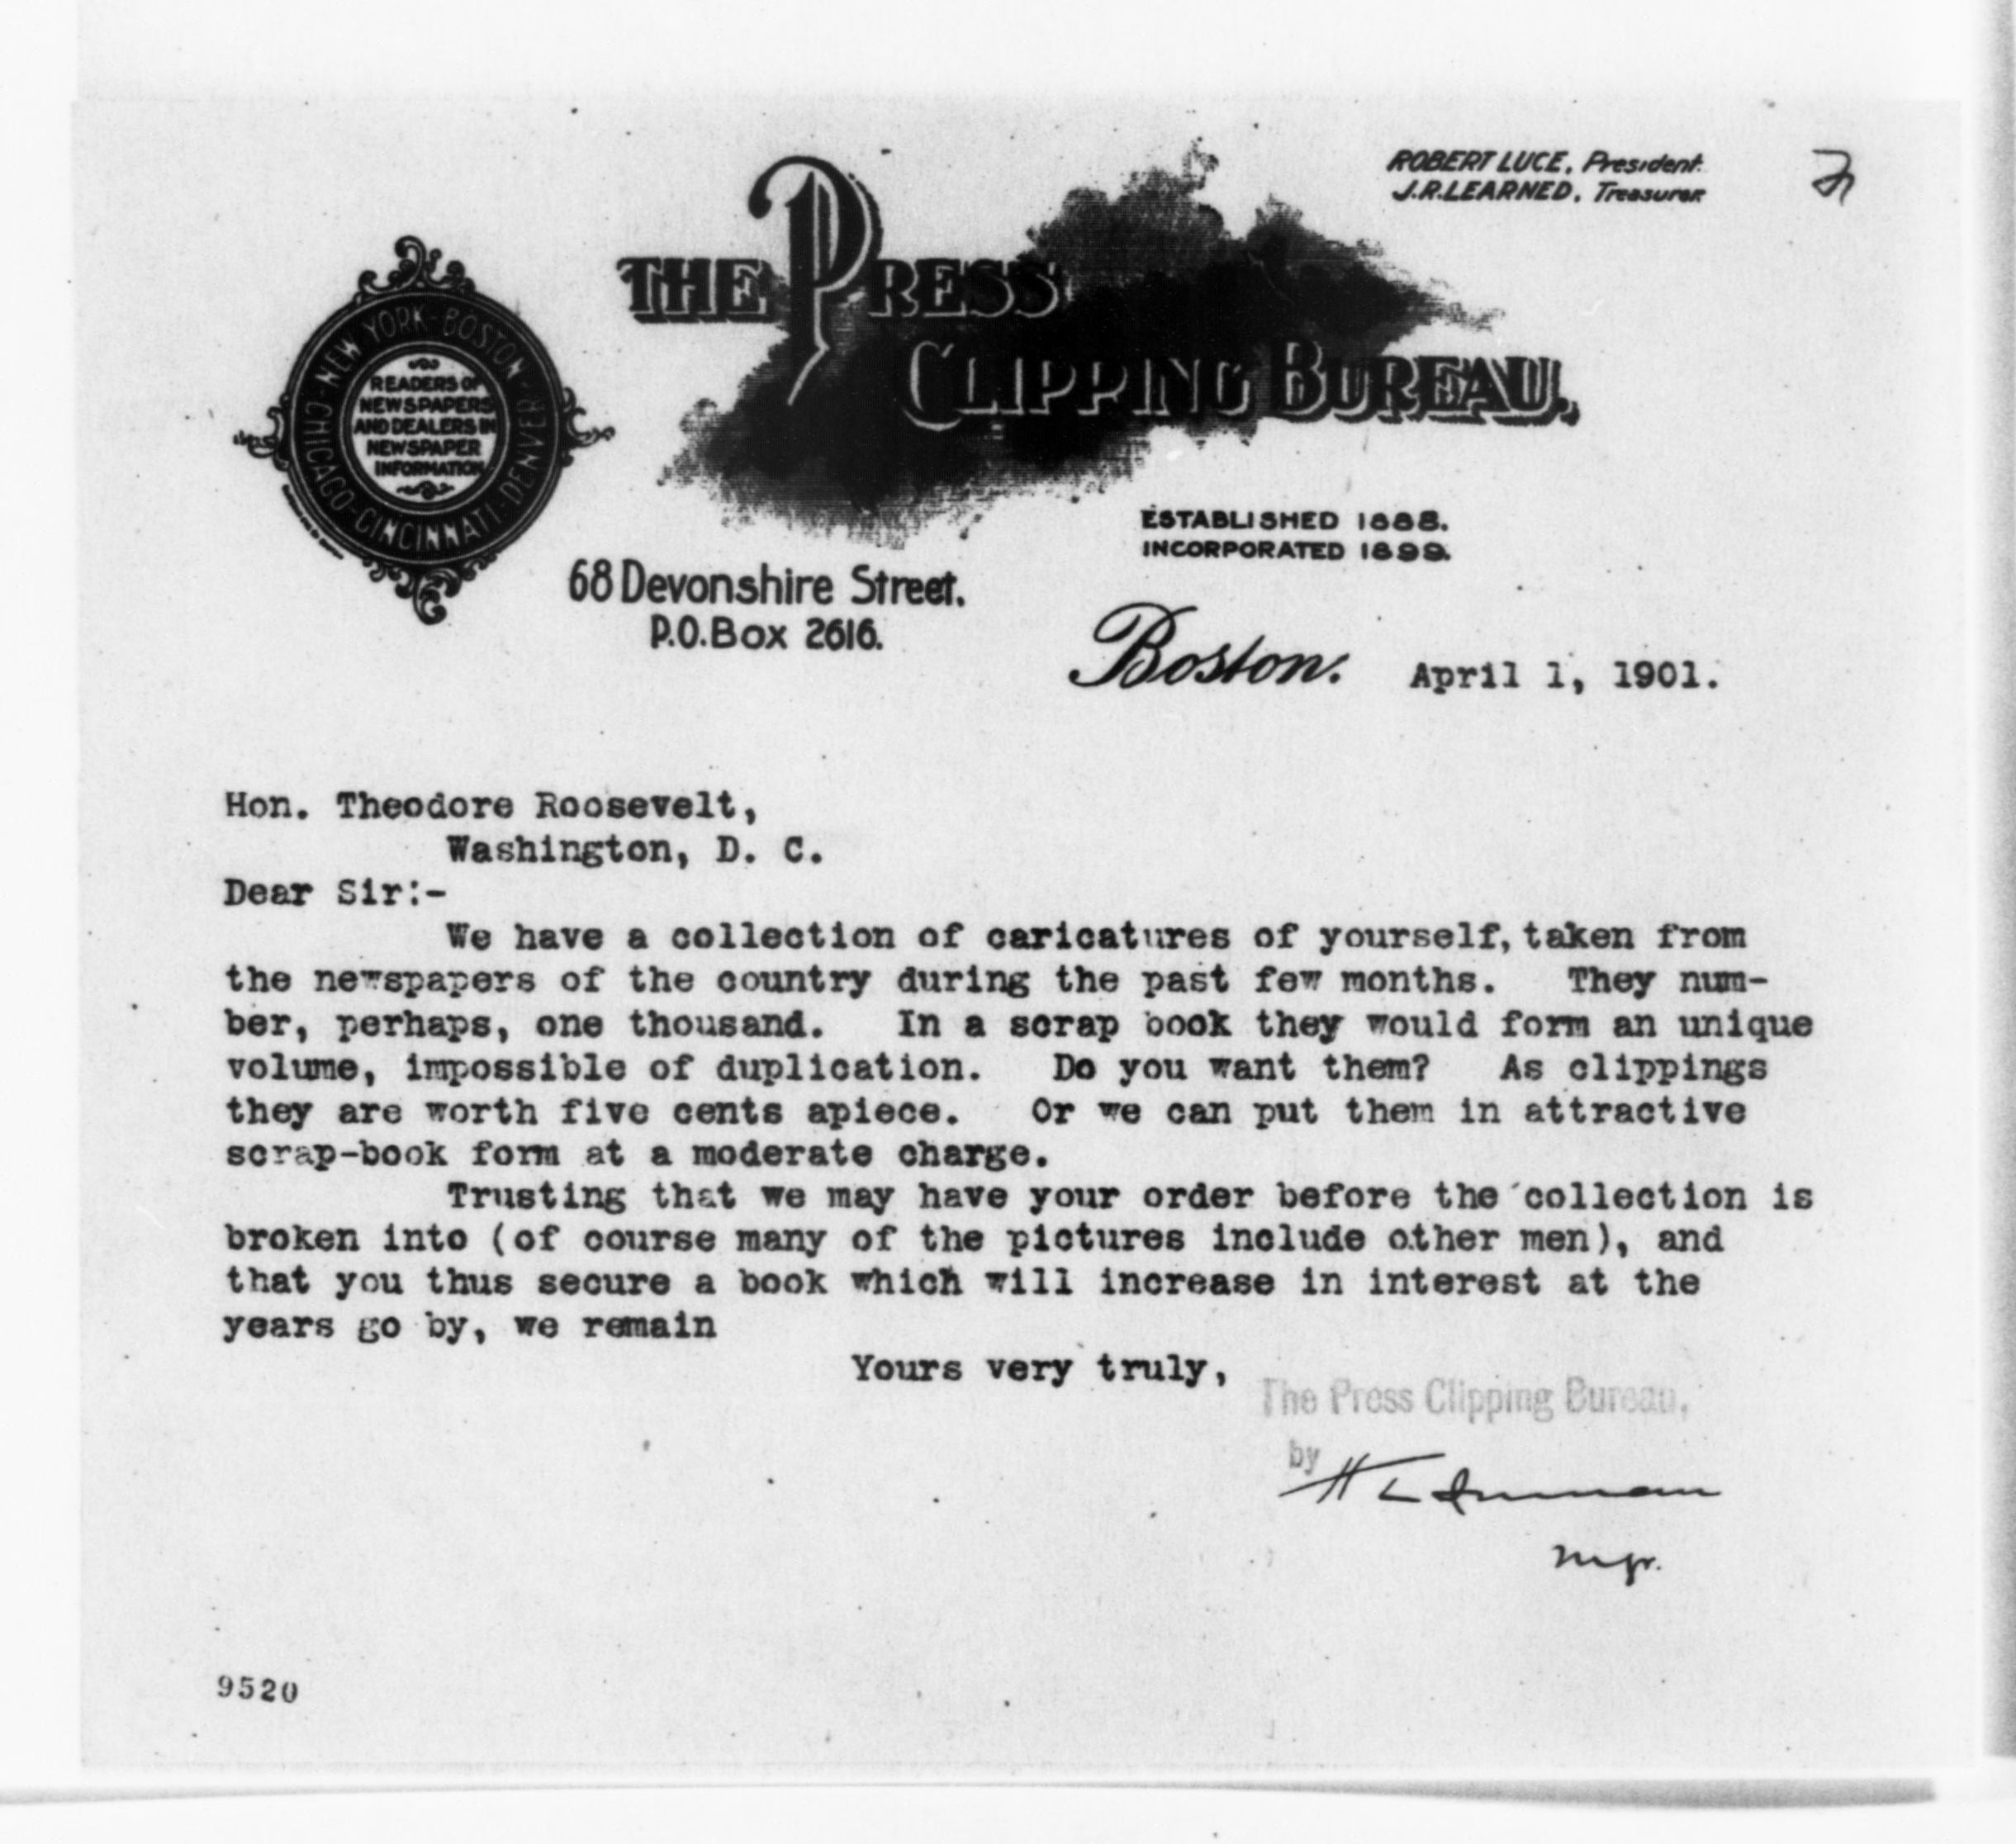 ROBERT LUCE, President.
J.R.LEARNED, Treasurer.
THE PRESS
CLIPPING BUREAU.
CHICAGO-NEW YORK-BOSTON-DENVER-CINCINNATI-
READERS OF
NEWSPAPERS
AND DEALERS IN
NEWSPAPER
INFORMATION
ESTABLISHED 1888.
INCORPORATED 1899.
68 Devonshire Street.
P.O.Box 2616.
Boston. April 1, 1901.
Hon. Theodore Roosevelt,
Washington, D. C.
Dear Sir:-
We have a collection of caricatures of yourself, taken from
the newspapers of the country during the past few months. They num-
ber, perhaps, one thousand. In a scrap book they would form an unique
volume, impossible of duplication. Do you want them? As clippings
they are worth five cents apiece. Or we can put them in attractive
scrap-book form at a moderate charge.
Trusting that we may have your order before the collection is
broken into (of course many of the pictures include other men), and
that you thus secure a book which will increase in interest at the
years go by, we remain
Yours very truly,
The Press Clipping Bureau,
by
Mgr.
9520